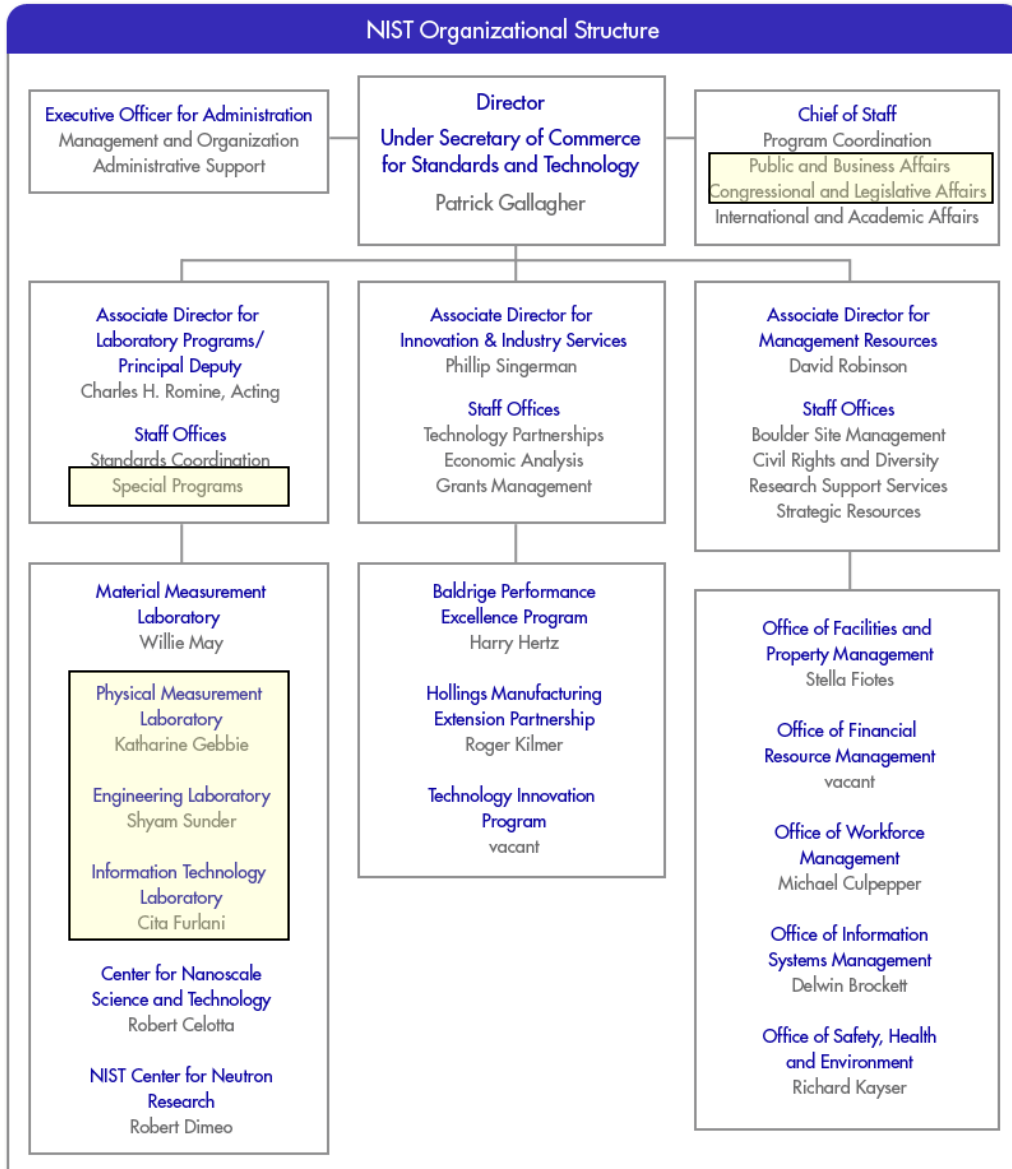 NIST Organizational Structure
Executive Officer for Administration
Management and Organization
Administrative Support
Director
Under Secretary of Commerce
for Standards and Technology
Patrick Gallagher
Chief of Staff
Program Coordination
Public and Business Affairs
Congressional and Legislative Affairs
International and Academic Affairs
Associate Director for
Laboratory Programs/
Principal Deputy
Charles H. Romine, Acting
Staff Offices
Standards Coordination
Special Programs
Associate Director for
Innovation & Industry Services
Phillip Singerman
Staff Offices
Technology Partnerships
Economic Analysis
Grants Management
Associate Director for
Management Resources
David Robinson
Staff Offices
Boulder Site Management
Civil Rights and Diversity
Research Support Services
Strategic Resources
Material Measurement
Laboratory
Willie May
Physical Measurement
Laboratory
Katharine Gebbie
Engineering Laboratory
Shyam Sunder
Information Technology
Laboratory
Cita Furlani
Center for Nanoscale
Science and Technology
Robert Celotta
NIST Center for Neutron
Research
Robert Dimeo
Baldrige Performance
Excellence Program
Harry Hertz
Hollings Manufacturing
Extension Partnership
Roger Kilmer
Technology Innovation
Program
vacant
Office of Facilities and
Property Management
Stella Fiotes
Office of Financial
Resource Management
vacant
Office of Workforce
Management
Michael Culpepper
Office of Information
Systems Management
Delwin Brockett
Office of Safety, Health
and Environment
Richard Kayser